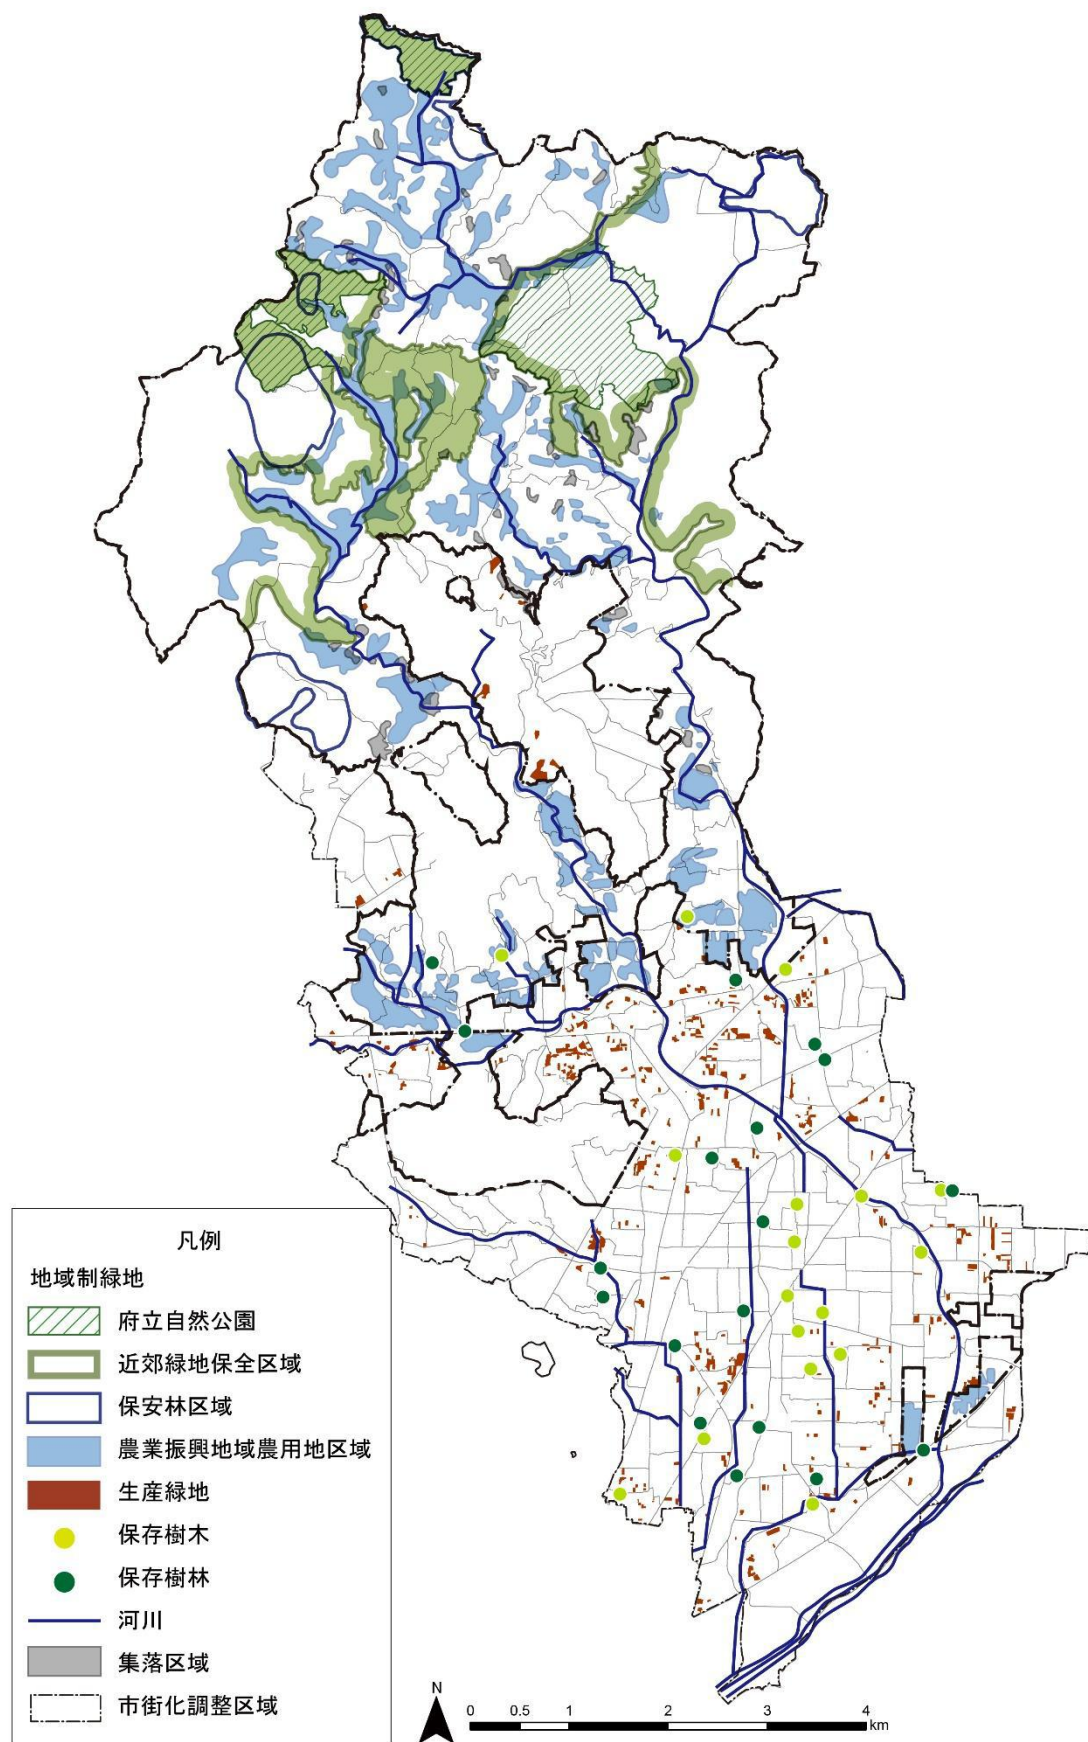 凡例
地域制緑地
府立自然公園
近郊緑地保全区域
保安林区域
農業振興地域農用地区域
生産緑地
保存樹木
保存樹林
河川
集落区域
市街化調整区域
N
0 0.5 1 2 3 4
km